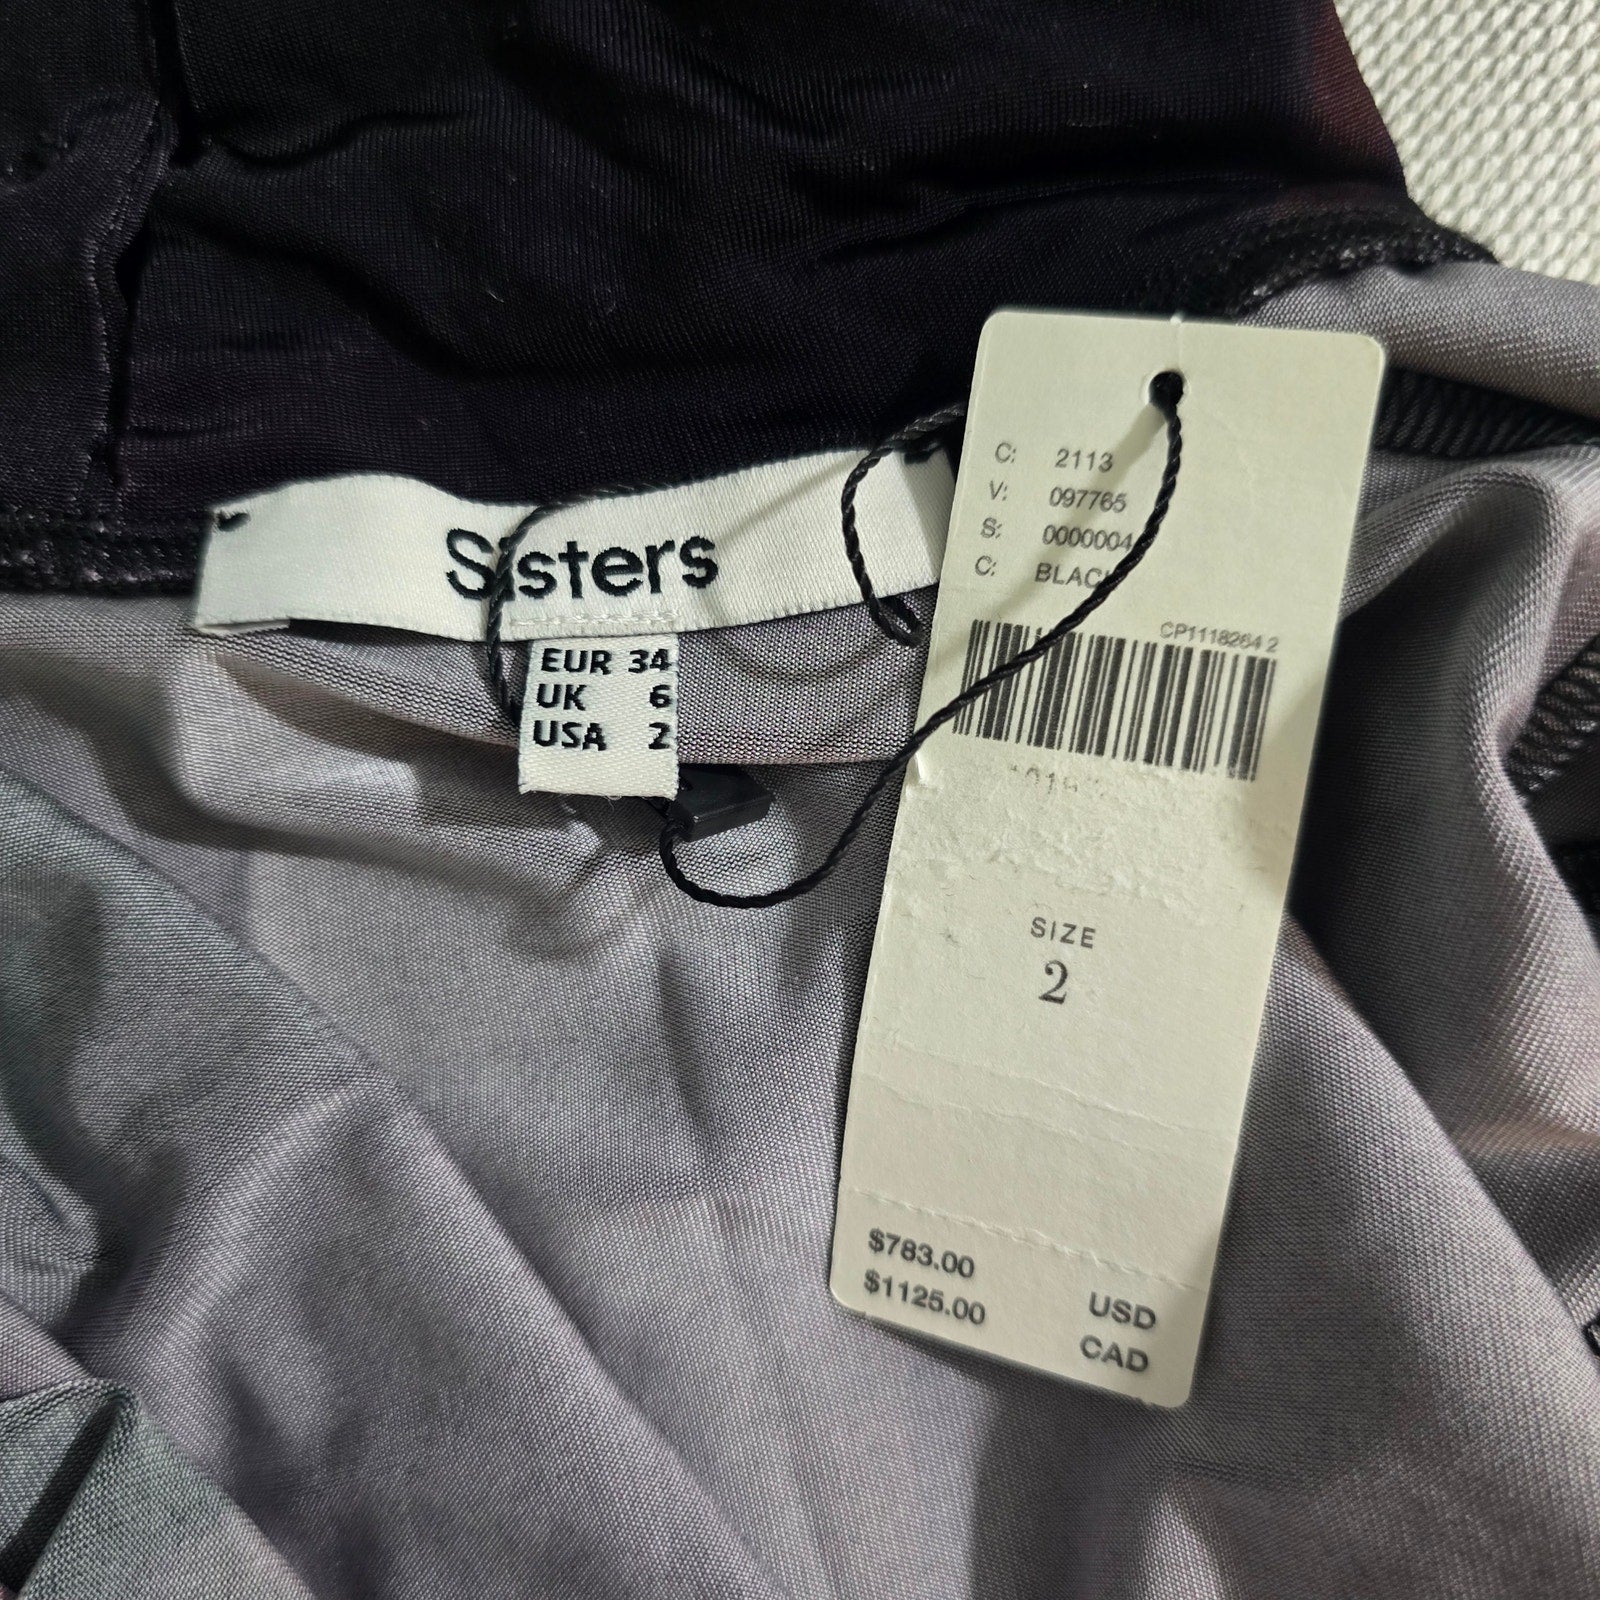 Sisters
EUR 34
UK 6
USA 2
C: 2113
V: 097765
S: 0000004
C: BLACK
CP1118264 2
SIZE
2
$783.00 USD
$1125.00 CAD